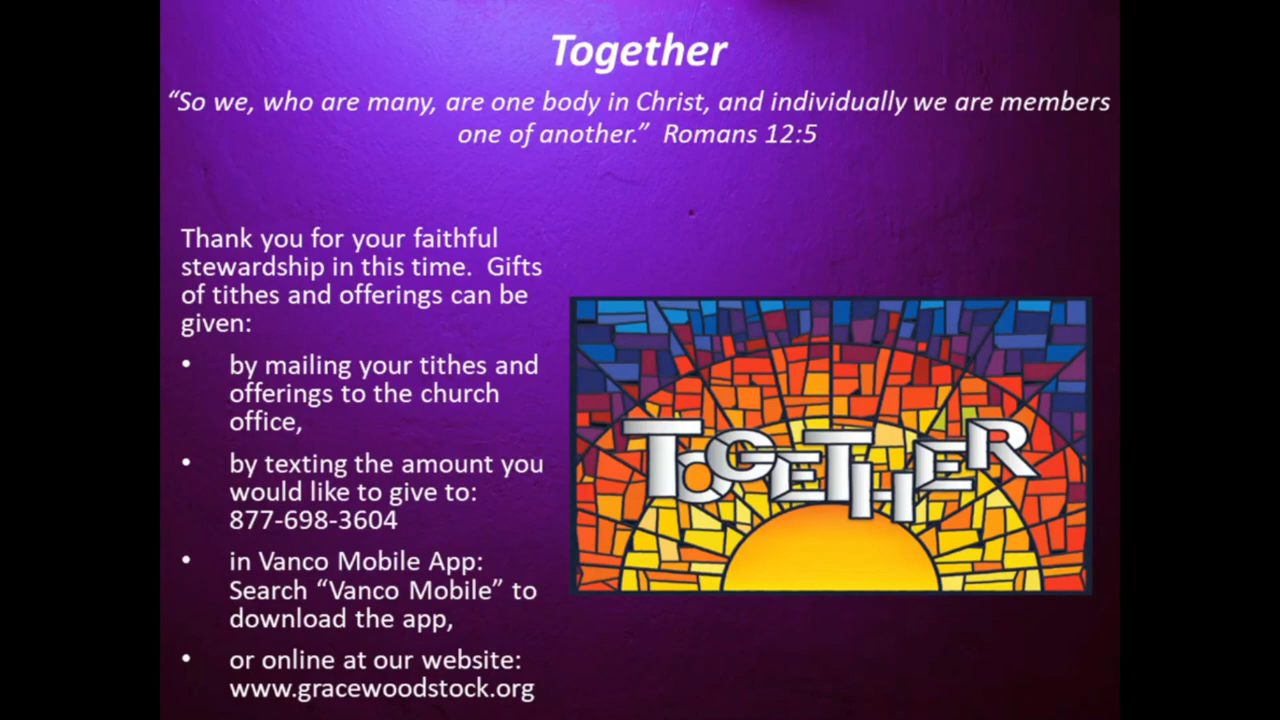 Together
“So we, who are many, are one body in Christ, and individually we are members
one of another.” Romans 12:5
Thank you for your faithful
stewardship in this time. Gifts
of tithes and offerings can be
given:
• by mailing your tithes and
offerings to the church
office,
• by texting the amount you
would like to give to:
877-698-3604
• in Vanco Mobile App:
Search “Vanco Mobile” to
download the app,
• or online at our website:
www.gracewoodstock.org
TOGETHER